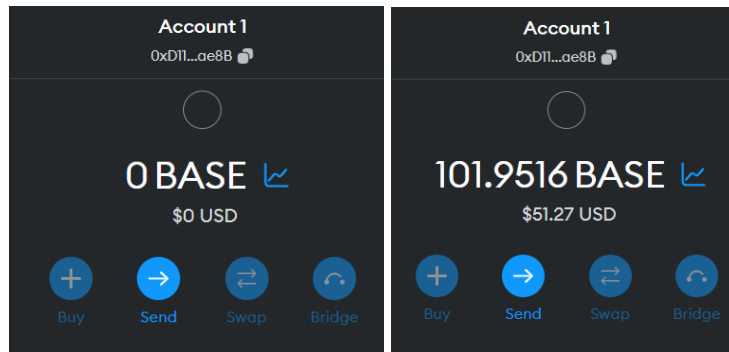 Account 1
0xD11...ae8B
0 BASE
$0 USD
Buy Send Swap Bridge
Account 1
0xD11...ae8B
101.9516 BASE
$51.27 USD
Buy Send Swap Bridge